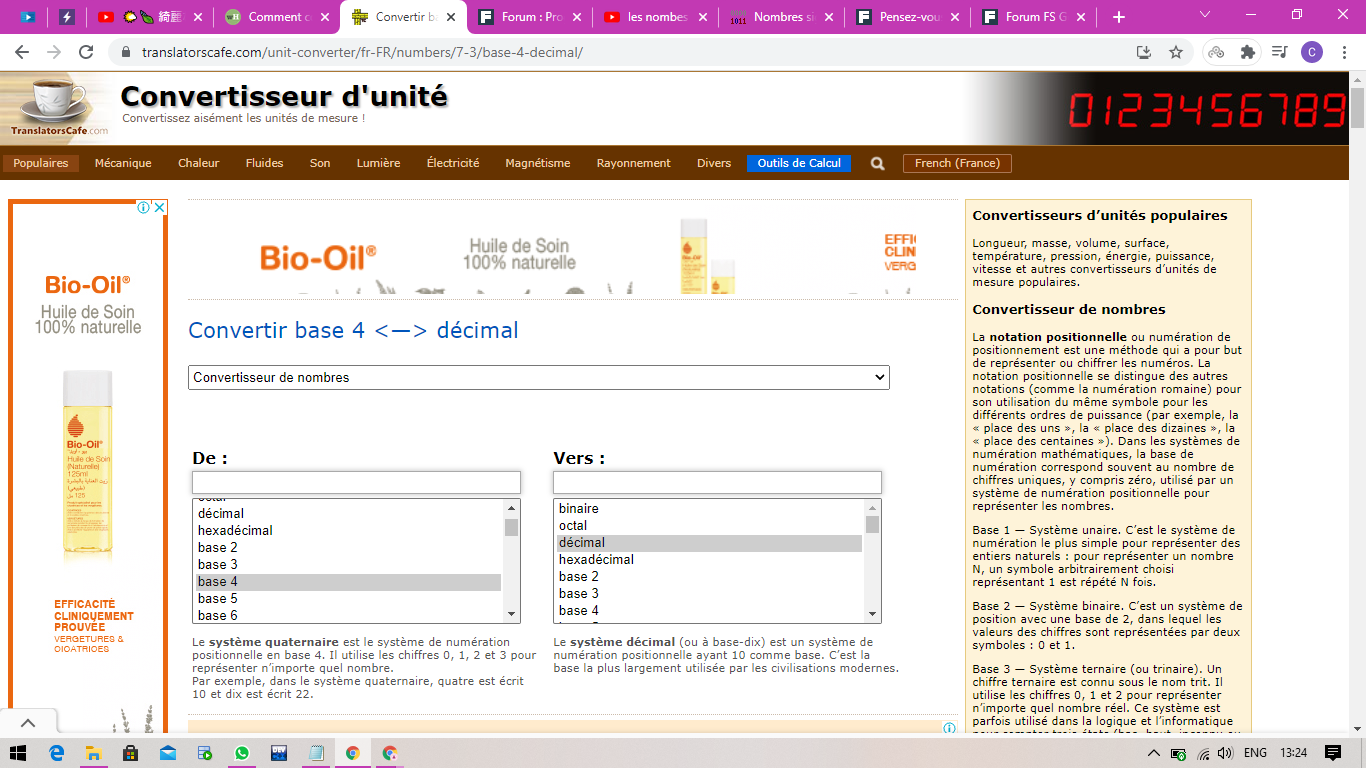 綺麗
Comment c
Convertir ba
Forum : Pro
les nombes
Nombres si
Pensez-vou
Forum FS G
translatorscafe.com/unit-converter/fr-FR/numbers/7-3/base-4-decimal/
C
TranslatorsCafe.com
Convertisseur d'unité
Convertissez aisément les unités de mesure !
0123456789
Populaires Mécanique Chaleur Fluides Son Lumière Électricité Magnétisme Rayonnement Divers Outils de Calcul French (France)
Bio-Oil®
Huile de Soin
100% naturelle
Bio-Oil
Huile de Soin
(Naturelle)
125ml
EFFICACITÉ
CLINIQUEMENT
PROUVÉE
VERGETURES &
CICATRICES
Bio-Oil®
Huile de Soin
100% naturelle
EFFI
CLIN
VERG
Convertir base 4 <—> décimal
Convertisseur de nombres
De :
octal
décimal
hexadécimal
base 2
base 3
base 4
base 5
base 6
Le système quaternaire est le système de numération
positionnelle en base 4. Il utilise les chiffres 0, 1, 2 et 3 pour
représenter n’importe quel nombre.
Par exemple, dans le système quaternaire, quatre est écrit
10 et dix est écrit 22.
Vers :
binaire
octal
décimal
hexadécimal
base 2
base 3
base 4
Le système décimal (ou à base-dix) est un système de
numération positionnelle ayant 10 comme base. C’est la
base la plus largement utilisée par les civilisations modernes.
Convertisseurs d’unités populaires
Longueur, masse, volume, surface,
température, pression, énergie, puissance,
vitesse et autres convertisseurs d’unités de
mesure populaires.
Convertisseur de nombres
La notation positionnelle ou numération de
positionnement est une méthode qui a pour but
de représenter ou chiffrer les numéros. La
notation positionnelle se distingue des autres
notations (comme la numération romaine) pour
son utilisation du même symbole pour les
différents ordres de puissance (par exemple, la
« place des uns », la « place des dizaines », la
« place des centaines »). Dans les systèmes de
numération mathématiques, la base de
numération correspond souvent au nombre de
chiffres uniques, y compris zéro, utilisé par un
système de numération positionnelle pour
représenter les nombres.
Base 1 — Système unaire. C’est le système de
numération le plus simple pour représenter des
entiers naturels : pour représenter un nombre
N, un symbole arbitrairement choisi
représentant 1 est répété N fois.
Base 2 — Système binaire. C’est un système de
position avec une base de 2, dans lequel les
valeurs des chiffres sont représentées par deux
symboles : 0 et 1.
Base 3 — Système ternaire (ou trinaire). Un
chiffre ternaire est connu sous le nom trit. Il
utilise les chiffres 0, 1 et 2 pour représenter
n’importe quel nombre réel. Ce système est
parfois utilisé dans la logique et l’informatique
ENG 13:24